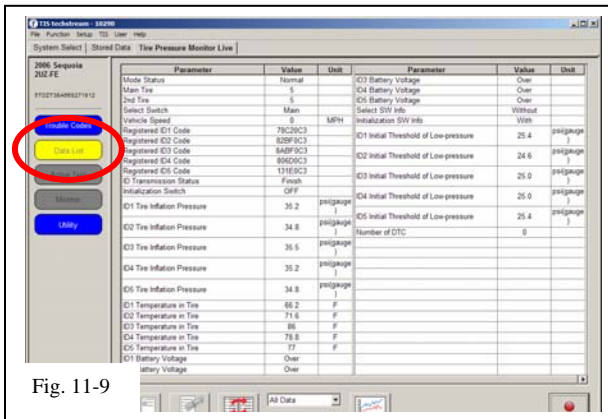 TIS techstream - 10290
File Function Setup TIS User Help
System Select Stored Data Tire Pressure Monitor Live
2006 Sequoia
2UZ-FE
Trouble Codes
Data List
Active Test
Monitor
Utility
Parameter Value Unit
Mode Status Normal
Main Tire 5
2nd Tire 5
Select Switch Main
Vehicle Speed 0 MPH
Registered ID1 Code 78C20C3
Registered ID2 Code 829F0C3
Registered ID3 Code 8ABF0C3
Registered ID4 Code 806D0C3
Registered ID5 Code 131E0C3
ID Transmission Status Finish
Initialization Switch OFF
ID1 Tire Inflation Pressure 35.2 psi(gauge)
ID2 Tire Inflation Pressure 34.8 psi(gauge)
ID3 Tire Inflation Pressure 35.5 psi(gauge)
ID4 Tire Inflation Pressure 35.2 psi(gauge)
ID5 Tire Inflation Pressure 34.8 psi(gauge)
ID1 Temperature in Tire 66.2 F
ID2 Temperature in Tire 71.6 F
ID3 Temperature in Tire 86 F
ID4 Temperature in Tire 78.8 F
ID5 Temperature in Tire 77 F
ID1 Battery Voltage Over
attery Voltage Over
Parameter Value Unit
ID3 Battery Voltage Over
ID4 Battery Voltage Over
ID5 Battery Voltage Over
Select SW Info Without
Initialization SW Info With
ID1 Initial Threshold of Low-pressure 25.4 psi(gauge)
ID2 Initial Threshold of Low-pressure 24.6 psi(gauge)
ID3 Initial Threshold of Low-pressure 25.0 psi(gauge)
ID4 Initial Threshold of Low-pressure 25.0 psi(gauge)
ID5 Initial Threshold of Low-pressure 25.4 psi(gauge)
Number of DTC 0
All Data
Fig. 11-9